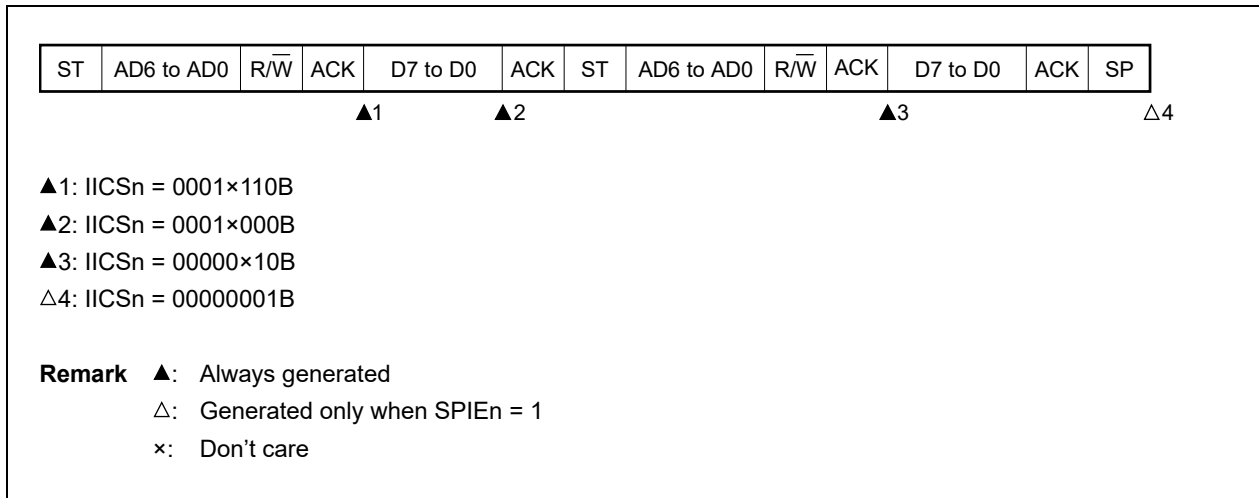 ST AD6 to AD0 R/W̅ ACK D7 to D0 ACK ST AD6 to AD0 R/W̅ ACK D7 to D0 ACK SP
▲1 ▲2 ▲3 △4
▲1: IICSn = 0001×110B
▲2: IICSn = 0001×000B
▲3: IICSn = 00000×10B
△4: IICSn = 00000001B
Remark ▲: Always generated
△: Generated only when SPIEn = 1
×: Don't care